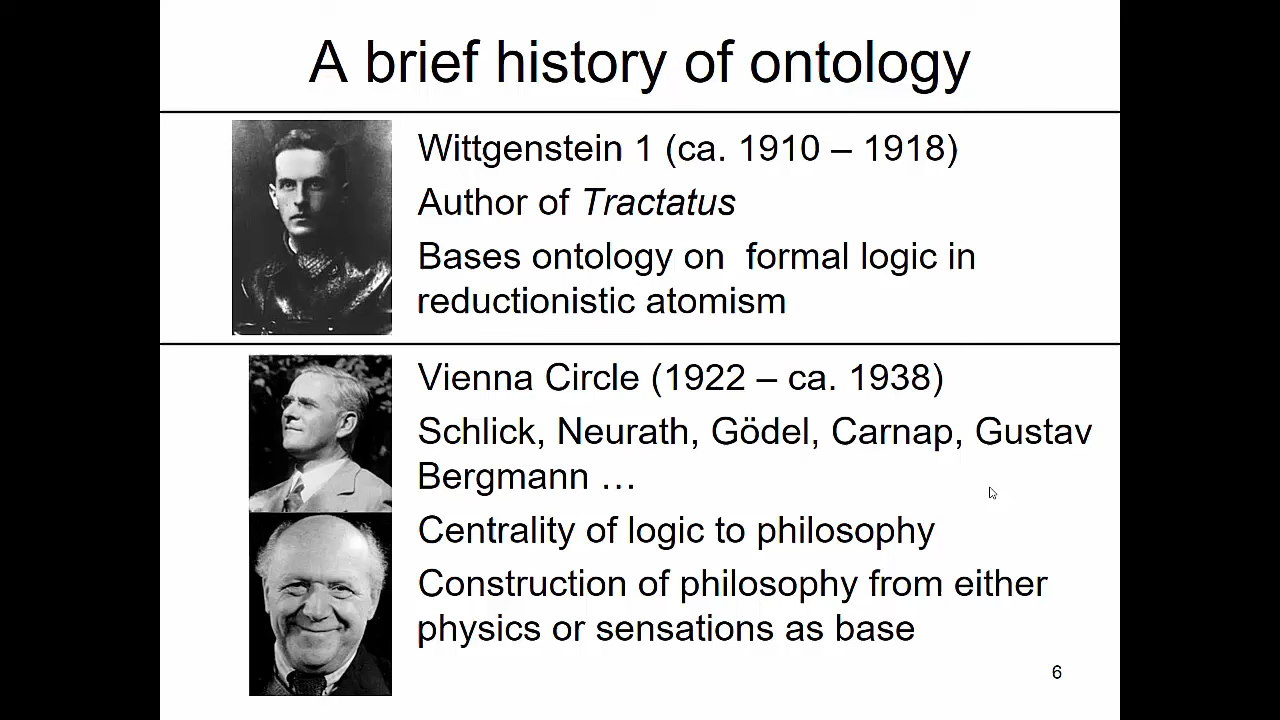 A brief history of ontology
Wittgenstein 1 (ca. 1910 – 1918)
Author of Tractatus
Bases ontology on  formal logic in
reductionistic atomism
Vienna Circle (1922 – ca. 1938)
Schlick, Neurath, Gödel, Carnap, Gustav
Bergmann …
Centrality of logic to philosophy
Construction of philosophy from either
physics or sensations as base
6